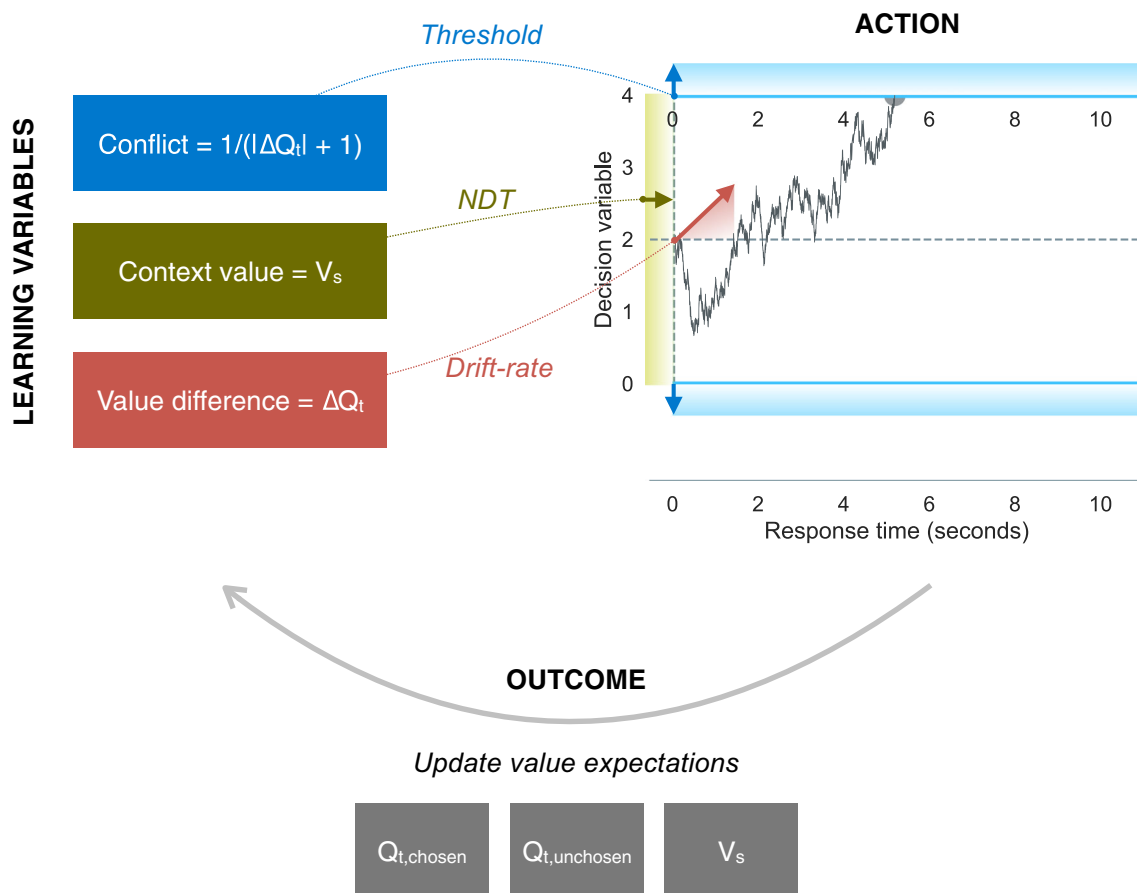 LEARNING VARIABLES
Conflict = 1/(|ΔQt| + 1)
Context value = Vs
Value difference = ΔQt
Threshold
NDT
Drift-rate
ACTION
Decision variable
4
3
2
1
0
0 2 4 6 8 10
0 2 4 6 8 10
Response time (seconds)
OUTCOME
Update value expectations
Qt,chosen
Qt,unchosen
Vs